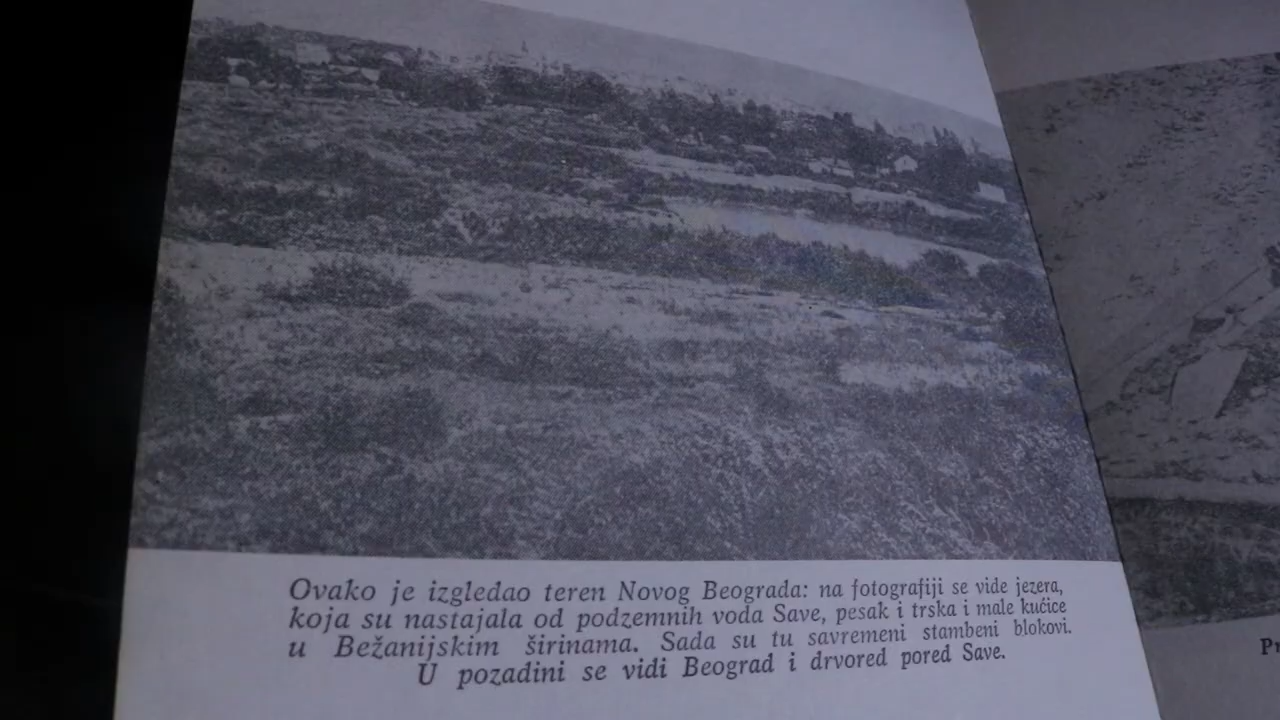 Ovako je izgledao teren Novog Beograda: na fotografiji se vide jezera,
koja su nastajala od podzemnih voda Save, pesak i trska i male kućice
u Bežanijskim širinama. Sada su tu savremeni stambeni blokovi.
U pozadini se vidi Beograd i drvored pored Save.